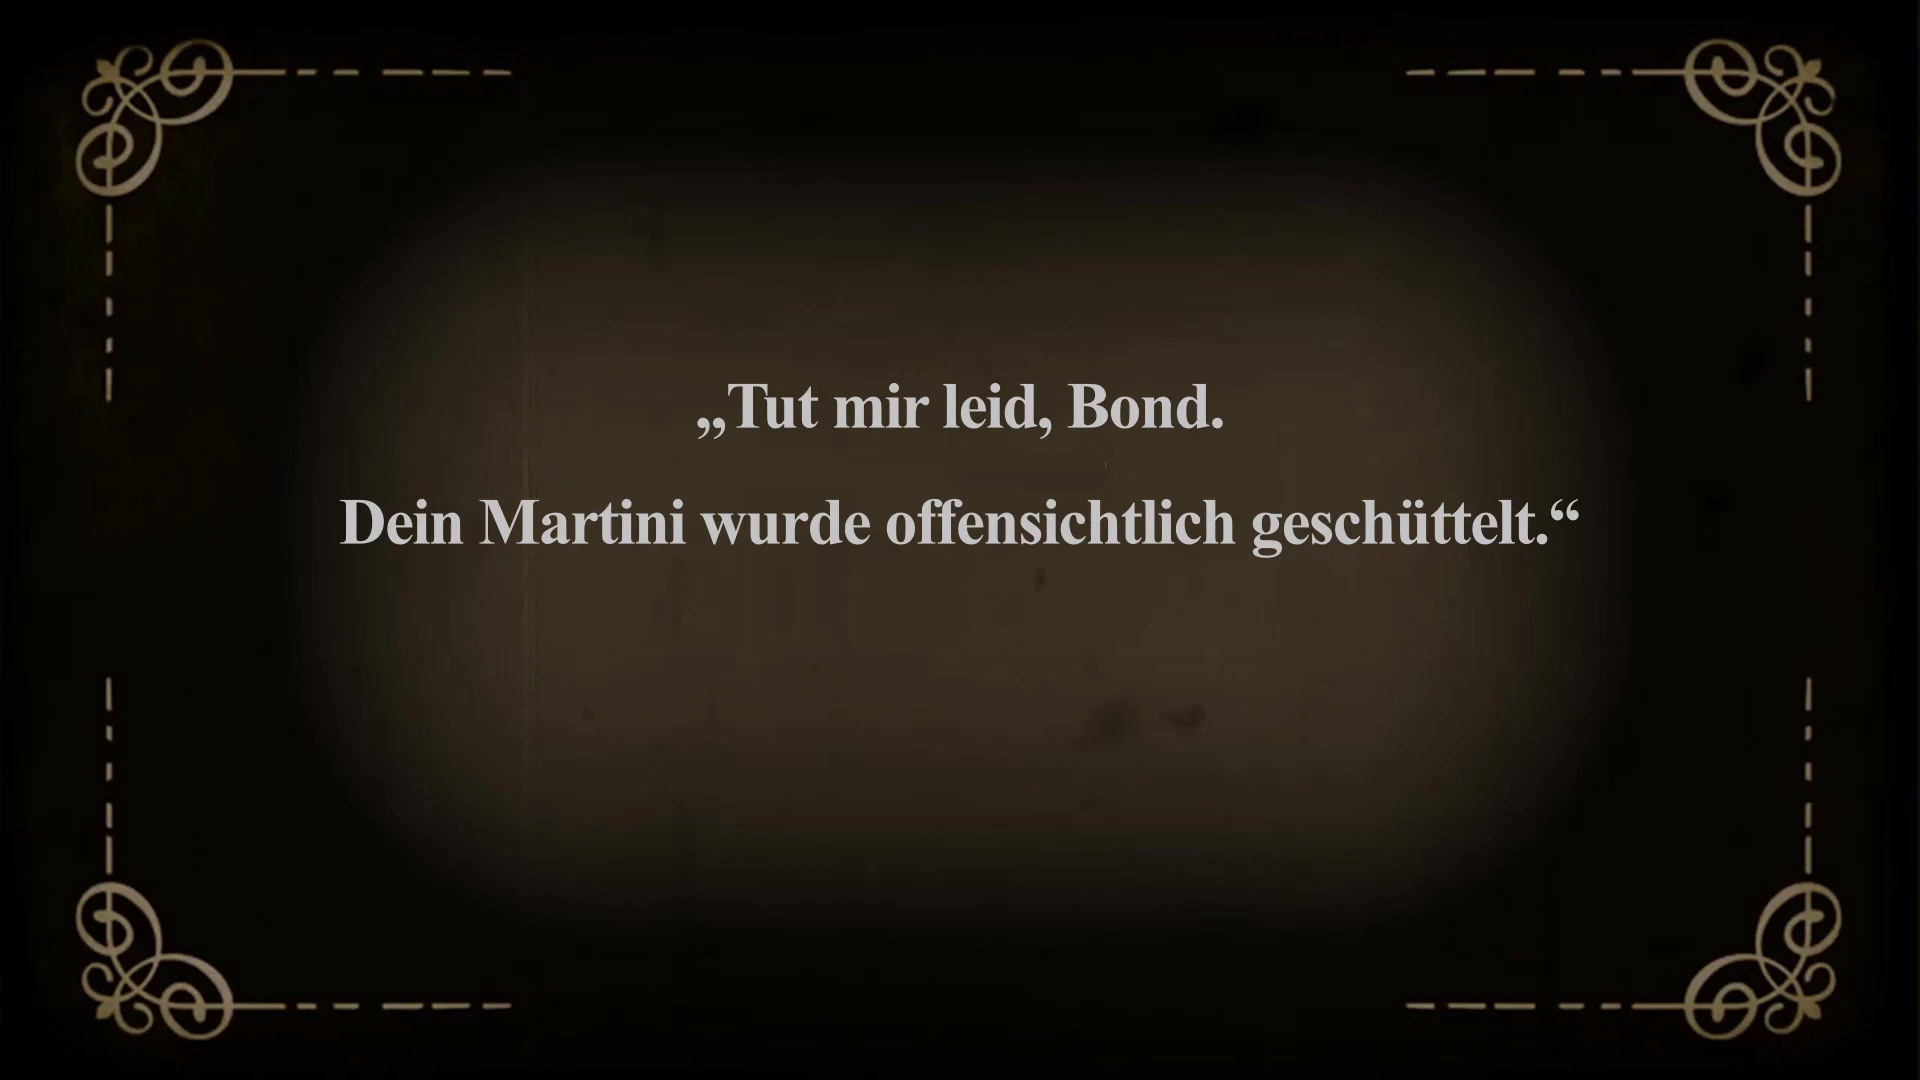 „Tut mir leid, Bond.
Dein Martini wurde offensichtlich geschüttelt.“